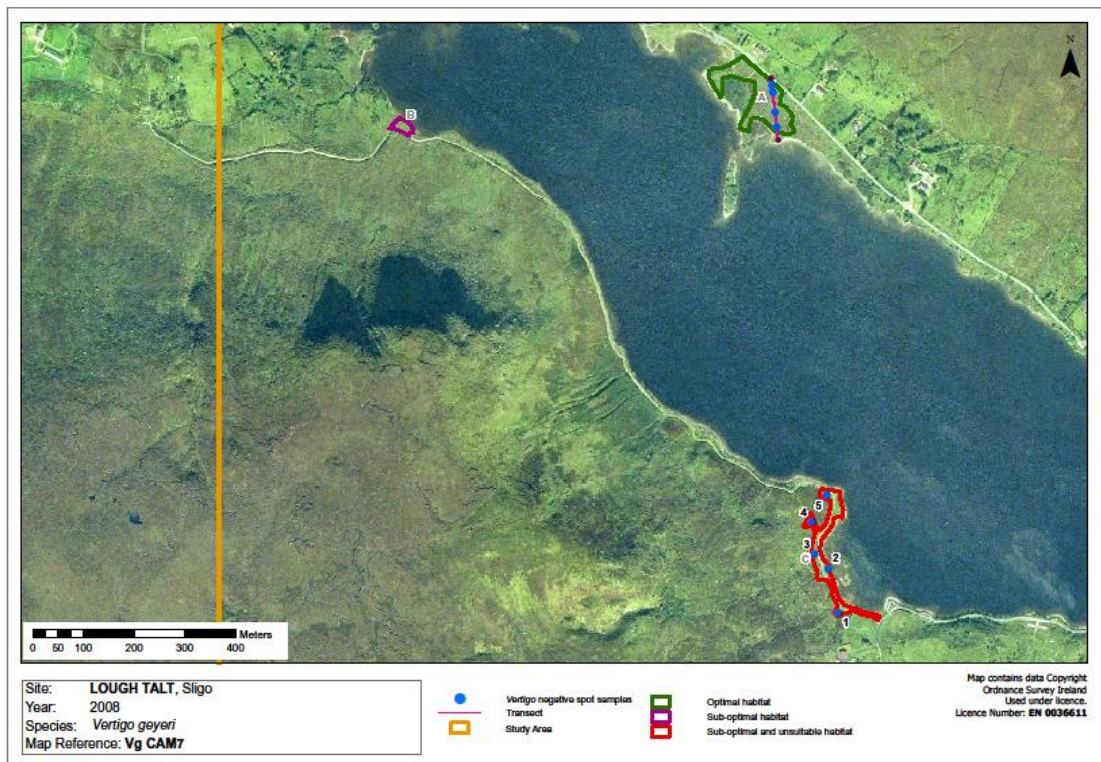 N
A
B
5
4
3
C
2
1
Meters
0 50 100 200 300 400
Site: LOUGH TALT, Sligo
Year: 2008
Species: Vertigo geyeri
Map Reference: Vg CAM7
Vertigo negative spot samples
Transect
Study Area
Optimal habitat
Sub-optimal habitat
Sub-optimal and unsuitable habitat
Map contains data Copyright
Ordnance Survey Ireland
Used under licence.
Licence Number: EN 0036611